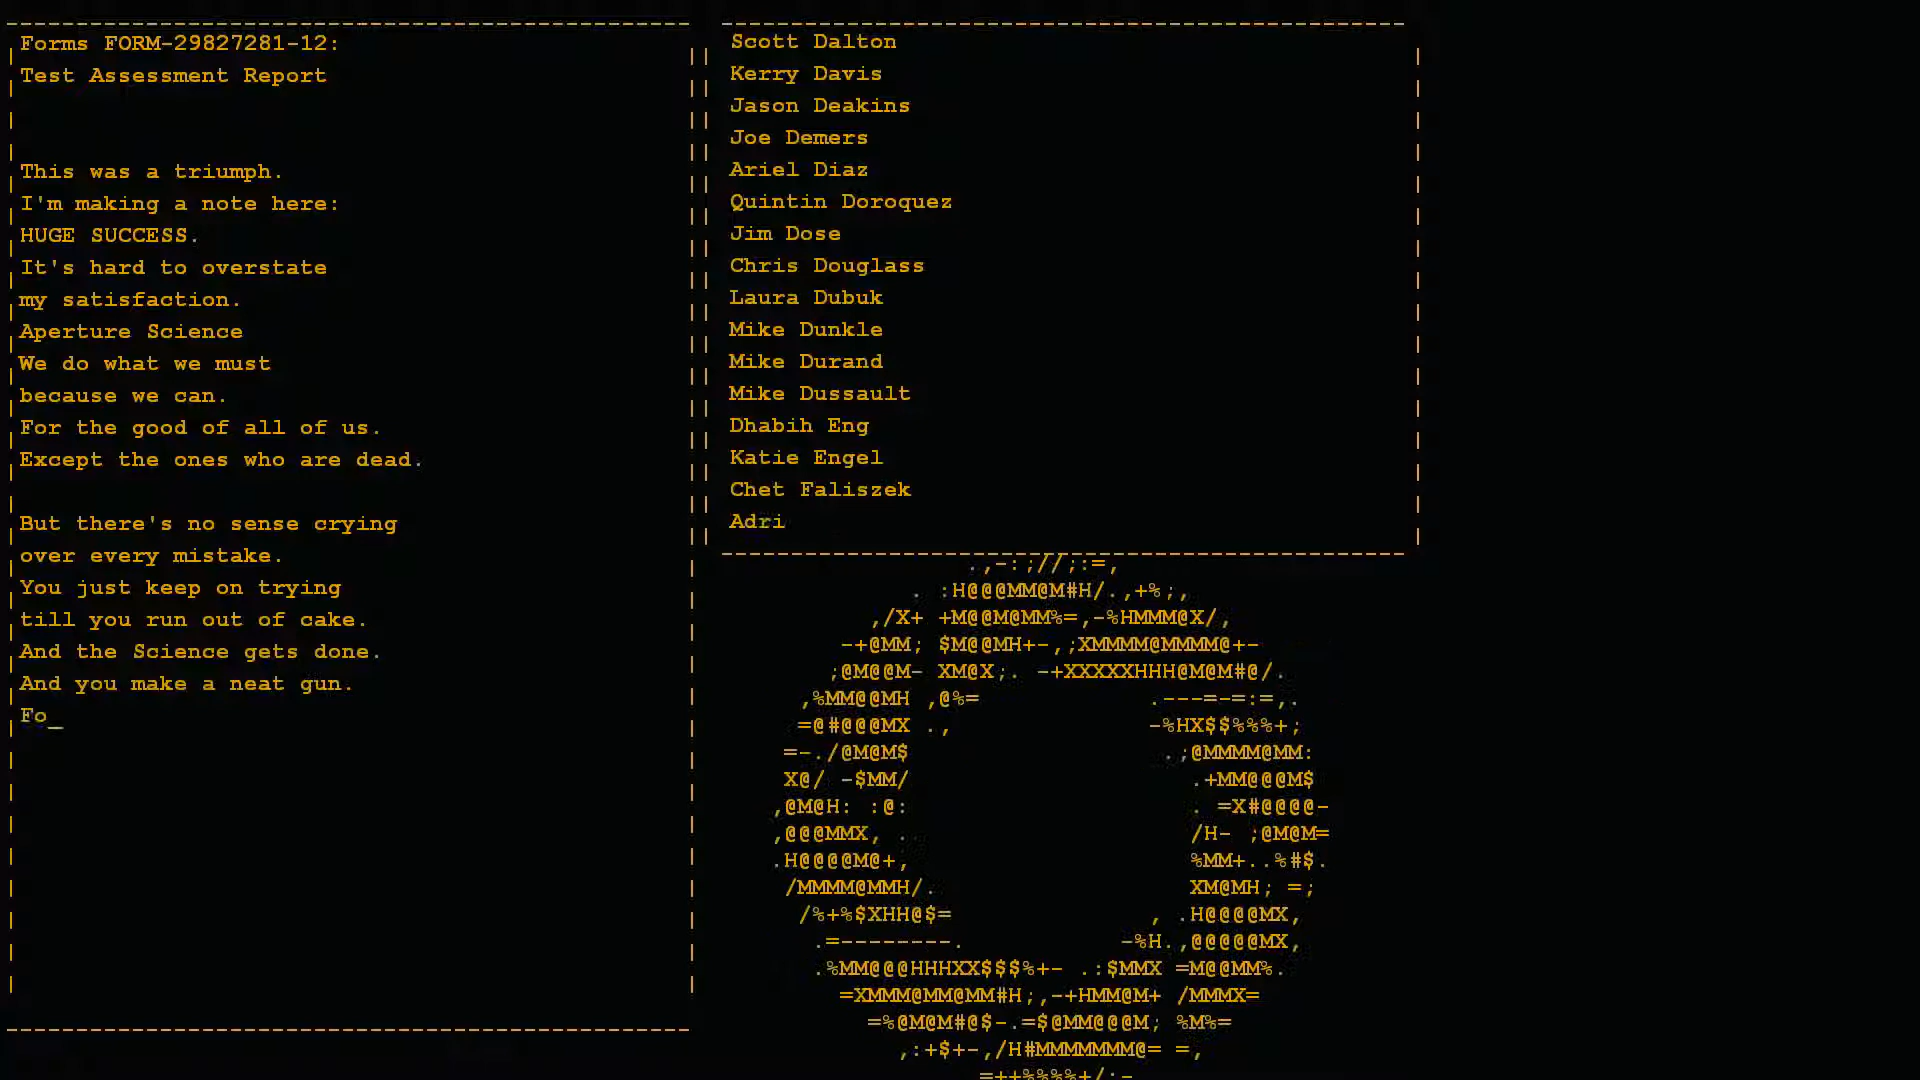 Forms FORM-29827281-12:
Test Assessment Report
This was a triumph.
I'm making a note here:
HUGE SUCCESS.
It's hard to overstate
my satisfaction.
Aperture Science
We do what we must
because we can.
For the good of all of us.
Except the ones who are dead.
But there's no sense crying
over every mistake.
You just keep on trying
till you run out of cake.
And the Science gets done.
And you make a neat gun.
Fo_
Scott Dalton
Kerry Davis
Jason Deakins
Joe Demers
Ariel Diaz
Quintin Doroquez
Jim Dose
Chris Douglass
Laura Dubuk
Mike Dunkle
Mike Durand
Mike Dussault
Dhabih Eng
Katie Engel
Chet Faliszek
Adri